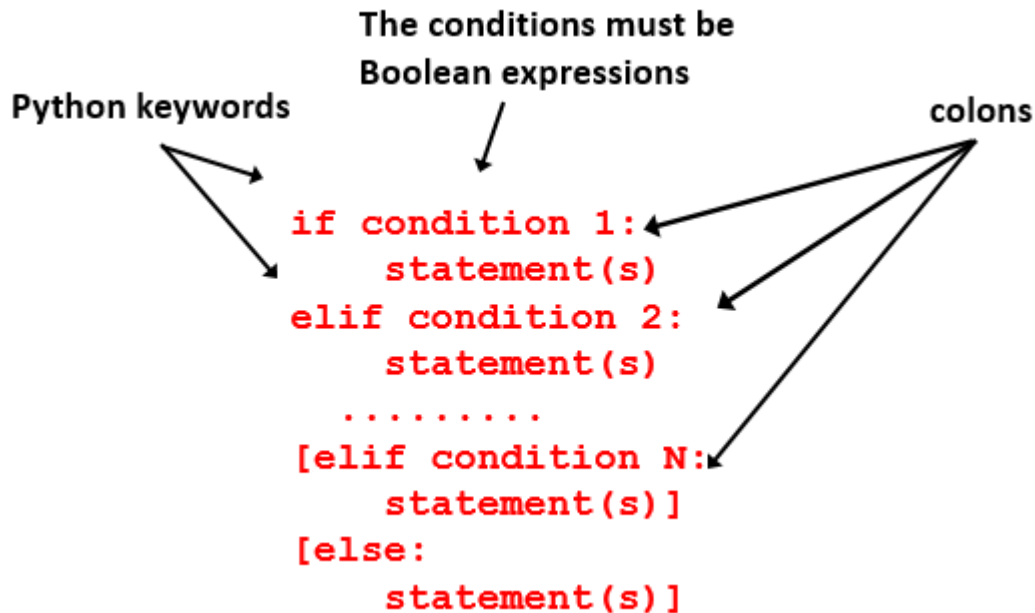 The conditions must be
Boolean expressions
Python keywords
colons
if condition 1:
    statement(s)
elif condition 2:
    statement(s)
  .........
[elif condition N:
    statement(s)]
[else:
    statement(s)]